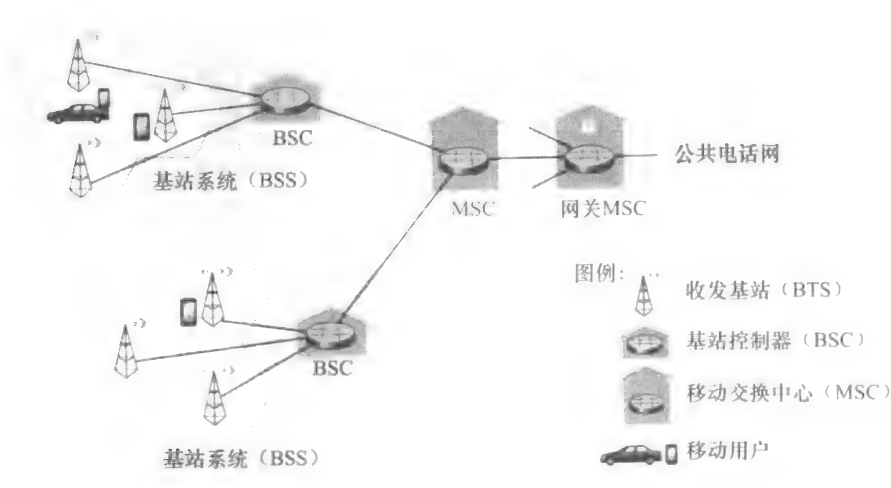 BSC
基站系统（BSS）
MSC
网关MSC
公共电话网
图例：
收发基站（BTS）
BSC
基站控制器（BSC）
移动交换中心（MSC）
移动用户
基站系统（BSS）